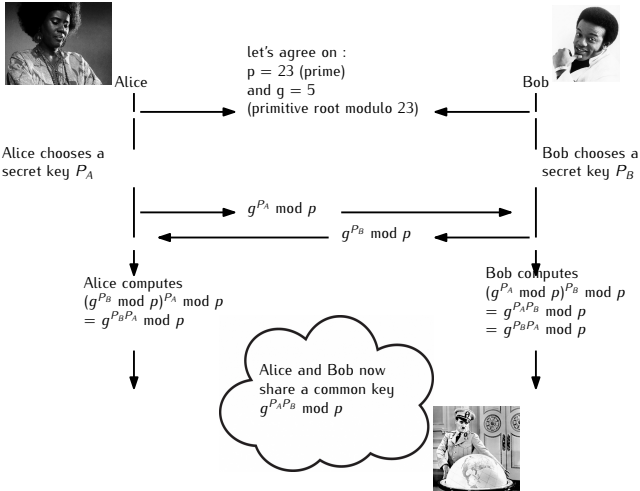 let's agree on :
p = 23 (prime)
and g = 5
(primitive root modulo 23)
Alice
Bob
Alice chooses a
secret key P_A
Bob chooses a
secret key P_B
g^{P_A} mod p
g^{P_B} mod p
Alice computes
(g^{P_B} mod p)^{P_A} mod p
= g^{P_B P_A} mod p
Bob computes
(g^{P_A} mod p)^{P_B} mod p
= g^{P_A P_B} mod p
= g^{P_B P_A} mod p
Alice and Bob now
share a common key
g^{P_A P_B} mod p